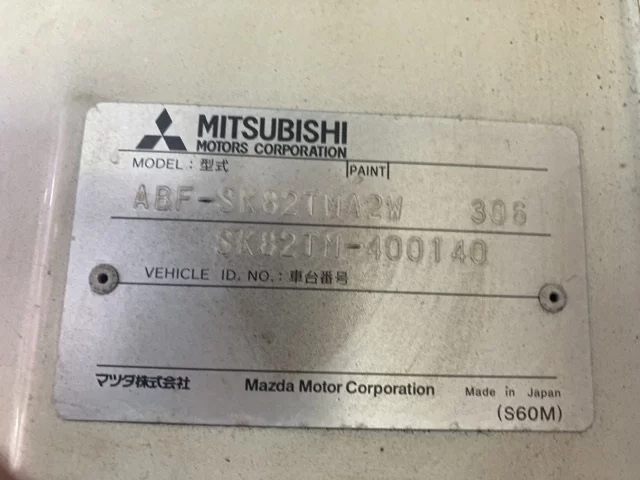 MITSUBISHI
MOTORS CORPORATION
MODEL:型式 PAINT
ABF-SK82TMA2W 306
SK82TM-400140
VEHICLE ID. NO.:車台番号
マツダ株式会社 Mazda Motor Corporation Made in Japan
(S60M)